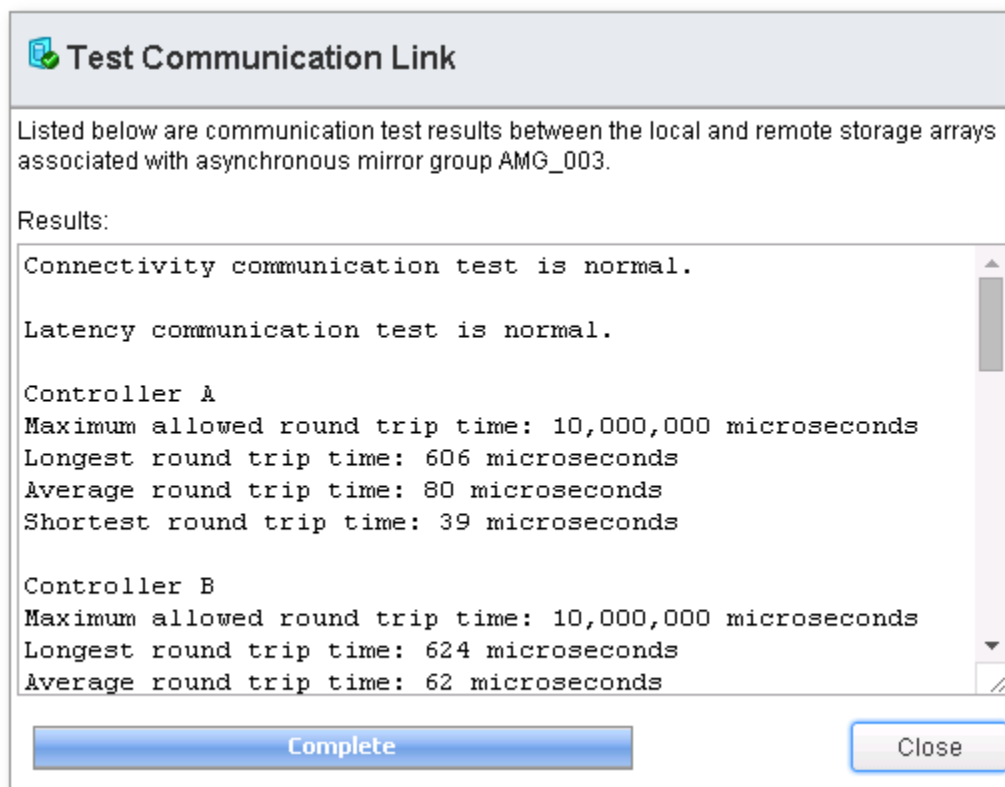 Test Communication Link
Listed below are communication test results between the local and remote storage arrays
associated with asynchronous mirror group AMG_003.
Results:
Connectivity communication test is normal.
Latency communication test is normal.
Controller A
Maximum allowed round trip time: 10,000,000 microseconds
Longest round trip time: 606 microseconds
Average round trip time: 80 microseconds
Shortest round trip time: 39 microseconds
Controller B
Maximum allowed round trip time: 10,000,000 microseconds
Longest round trip time: 624 microseconds
Average round trip time: 62 microseconds
Complete
Close